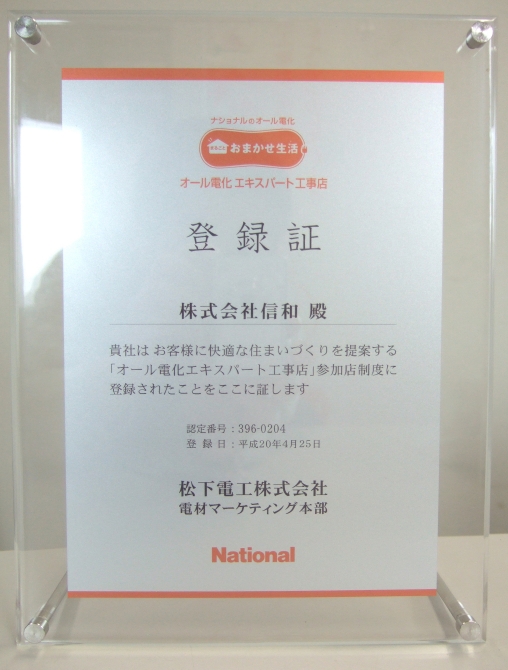 ナショナルのオール電化
まるごと おまかせ生活
オール電化 エキスパート工事店
登録証
株式会社信和 殿
貴社は お客様に快適な住まいづくりを提案する
「オール電化エキスパート工事店」参加店制度に
登録されたことをここに証します
認定番号：396-0204
登 録 日：平成20年4月25日
松下電工株式会社
電材マーケティング本部
National